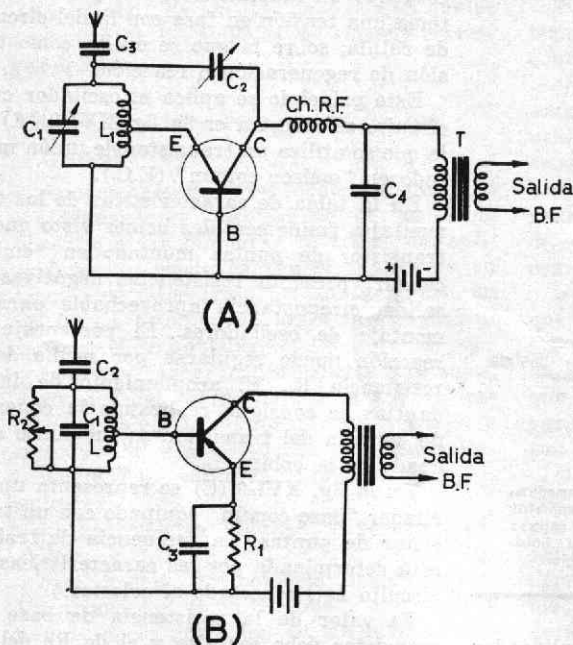 C3
C2
Ch. R.F.
C1
L1
E
C
T
C4
Salida
B.F.
B
+
-
(A)
C2
R2
C1
L
B
C
E
C3
R1
Salida
B.F.
(B)